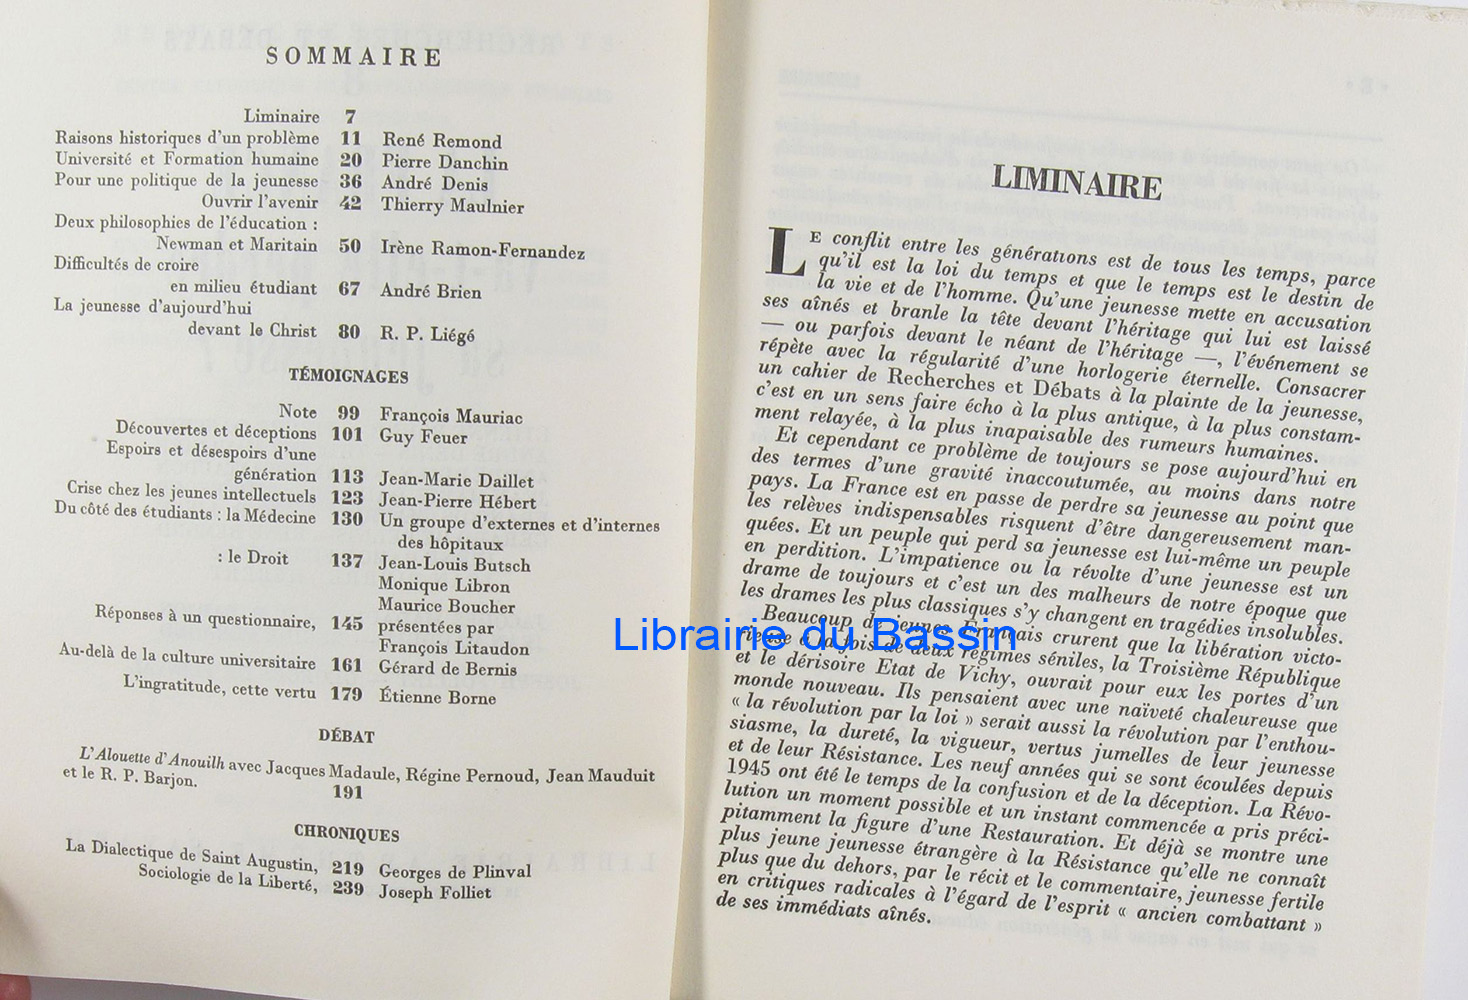 SOMMAIRE
Liminaire 7
Raisons historiques d'un problème 11 René Remond
Université et Formation humaine 20 Pierre Danchin
Pour une politique de la jeunesse 36 André Denis
Ouvrir l'avenir 42 Thierry Maulnier
Deux philosophies de l'éducation :
Newman et Maritain 50 Irène Ramon-Fernandez
Difficultés de croire
en milieu étudiant 67 André Brien
La jeunesse d'aujourd'hui
devant le Christ 80 R. P. Liégé
TÉMOIGNAGES
Note 99 François Mauriac
Découvertes et déceptions 101 Guy Feuer
Espoirs et désespoirs d'une
génération 113 Jean-Marie Daillet
Crise chez les jeunes intellectuels 123 Jean-Pierre Hébert
Du côté des étudiants : la Médecine 130 Un groupe d'externes et d'internes
des hôpitaux
: le Droit 137 Jean-Louis Butsch
Monique Libron
Maurice Boucher
Réponses à un questionnaire, 145 présentées par
François Litaudon
Au-delà de la culture universitaire 161 Gérard de Bernis
L'ingratitude, cette vertu 179 Étienne Borne
DÉBAT
L'Alouette d'Anouilh avec Jacques Madaule, Régine Pernoud, Jean Mauduit
et le R. P. Barjon. 191
CHRONIQUES
La Dialectique de Saint Augustin, 219 Georges de Plinval
Sociologie de la Liberté, 239 Joseph Folliet
LIMINAIRE
LE conflit entre les générations est de tous les temps, parce
qu'il est la loi du temps et que le temps est le destin de
la vie et de l'homme. Qu'une jeunesse mette en accusation
ses aînés et branle la tête devant l'héritage qui lui est laissé
— ou parfois devant le néant de l'héritage —, l'événement se
répète avec la régularité d'une horlogerie éternelle. Consacrer
un cahier de Recherches et Débats à la plainte de la jeunesse,
c'est en un sens faire écho à la plus antique, à la plus constam-
ment relayée, à la plus inapaisable des rumeurs humaines.
Et cependant ce problème de toujours se pose aujourd'hui en
des termes d'une gravité inaccoutumée, au moins dans notre
pays. La France est en passe de perdre sa jeunesse au point que
les relèves indispensables risquent d'être dangereusement man-
quées. Et un peuple qui perd sa jeunesse est lui-même un peuple
en perdition. L'impatience ou la révolte d'une jeunesse est un
drame de toujours et c'est un des malheurs de notre époque que
les drames les plus classiques s'y changent en tragédies insolubles.
Beaucoup de jeunes Français crurent que la libération victo-
rieuse à la fois de deux régimes séniles, la Troisième République
et le dérisoire Etat de Vichy, ouvrait pour eux les portes d'un
monde nouveau. Ils pensaient avec une naïveté chaleureuse que
« la révolution par la loi » serait aussi la révolution par l'enthou-
siasme, la dureté, la vigueur, vertus jumelles de leur jeunesse
et de leur Résistance. Les neuf années qui se sont écoulées depuis
1945 ont été le temps de la confusion et de la déception. La Révo-
lution un moment possible et un instant commencée a pris préci-
pitamment la figure d'une Restauration. Et déjà se montre une
plus jeune jeunesse étrangère à la Résistance qu'elle ne connaît
plus que du dehors, par le récit et le commentaire, jeunesse fertile
en critiques radicales à l'égard de l'esprit « ancien combattant »
de ses immédiats aînés.
Librairie du Bassin